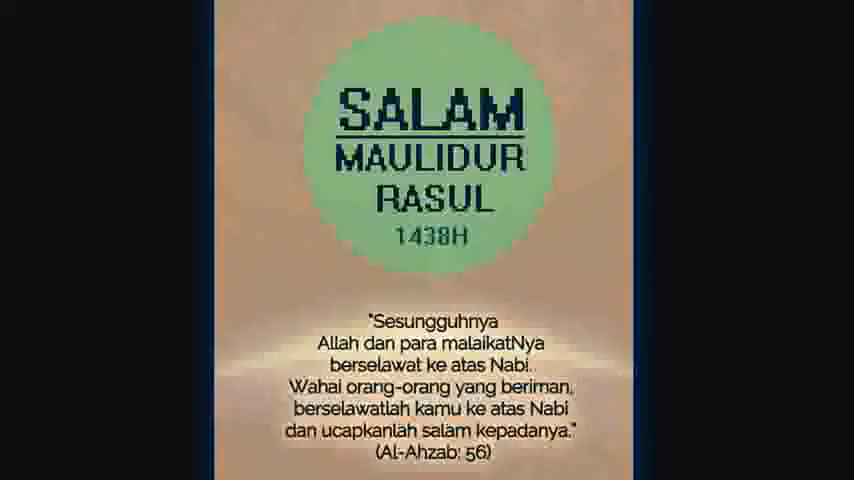 SALAM
MAULIDUR
RASUL
1438H
"Sesungguhnya
Allah dan para malaikatNya
berselawat ke atas Nabi.
Wahai orang-orang yang beriman,
berselawatlah kamu ke atas Nabi
dan ucapkanlah salam kepadanya."
(Al-Ahzab: 56)